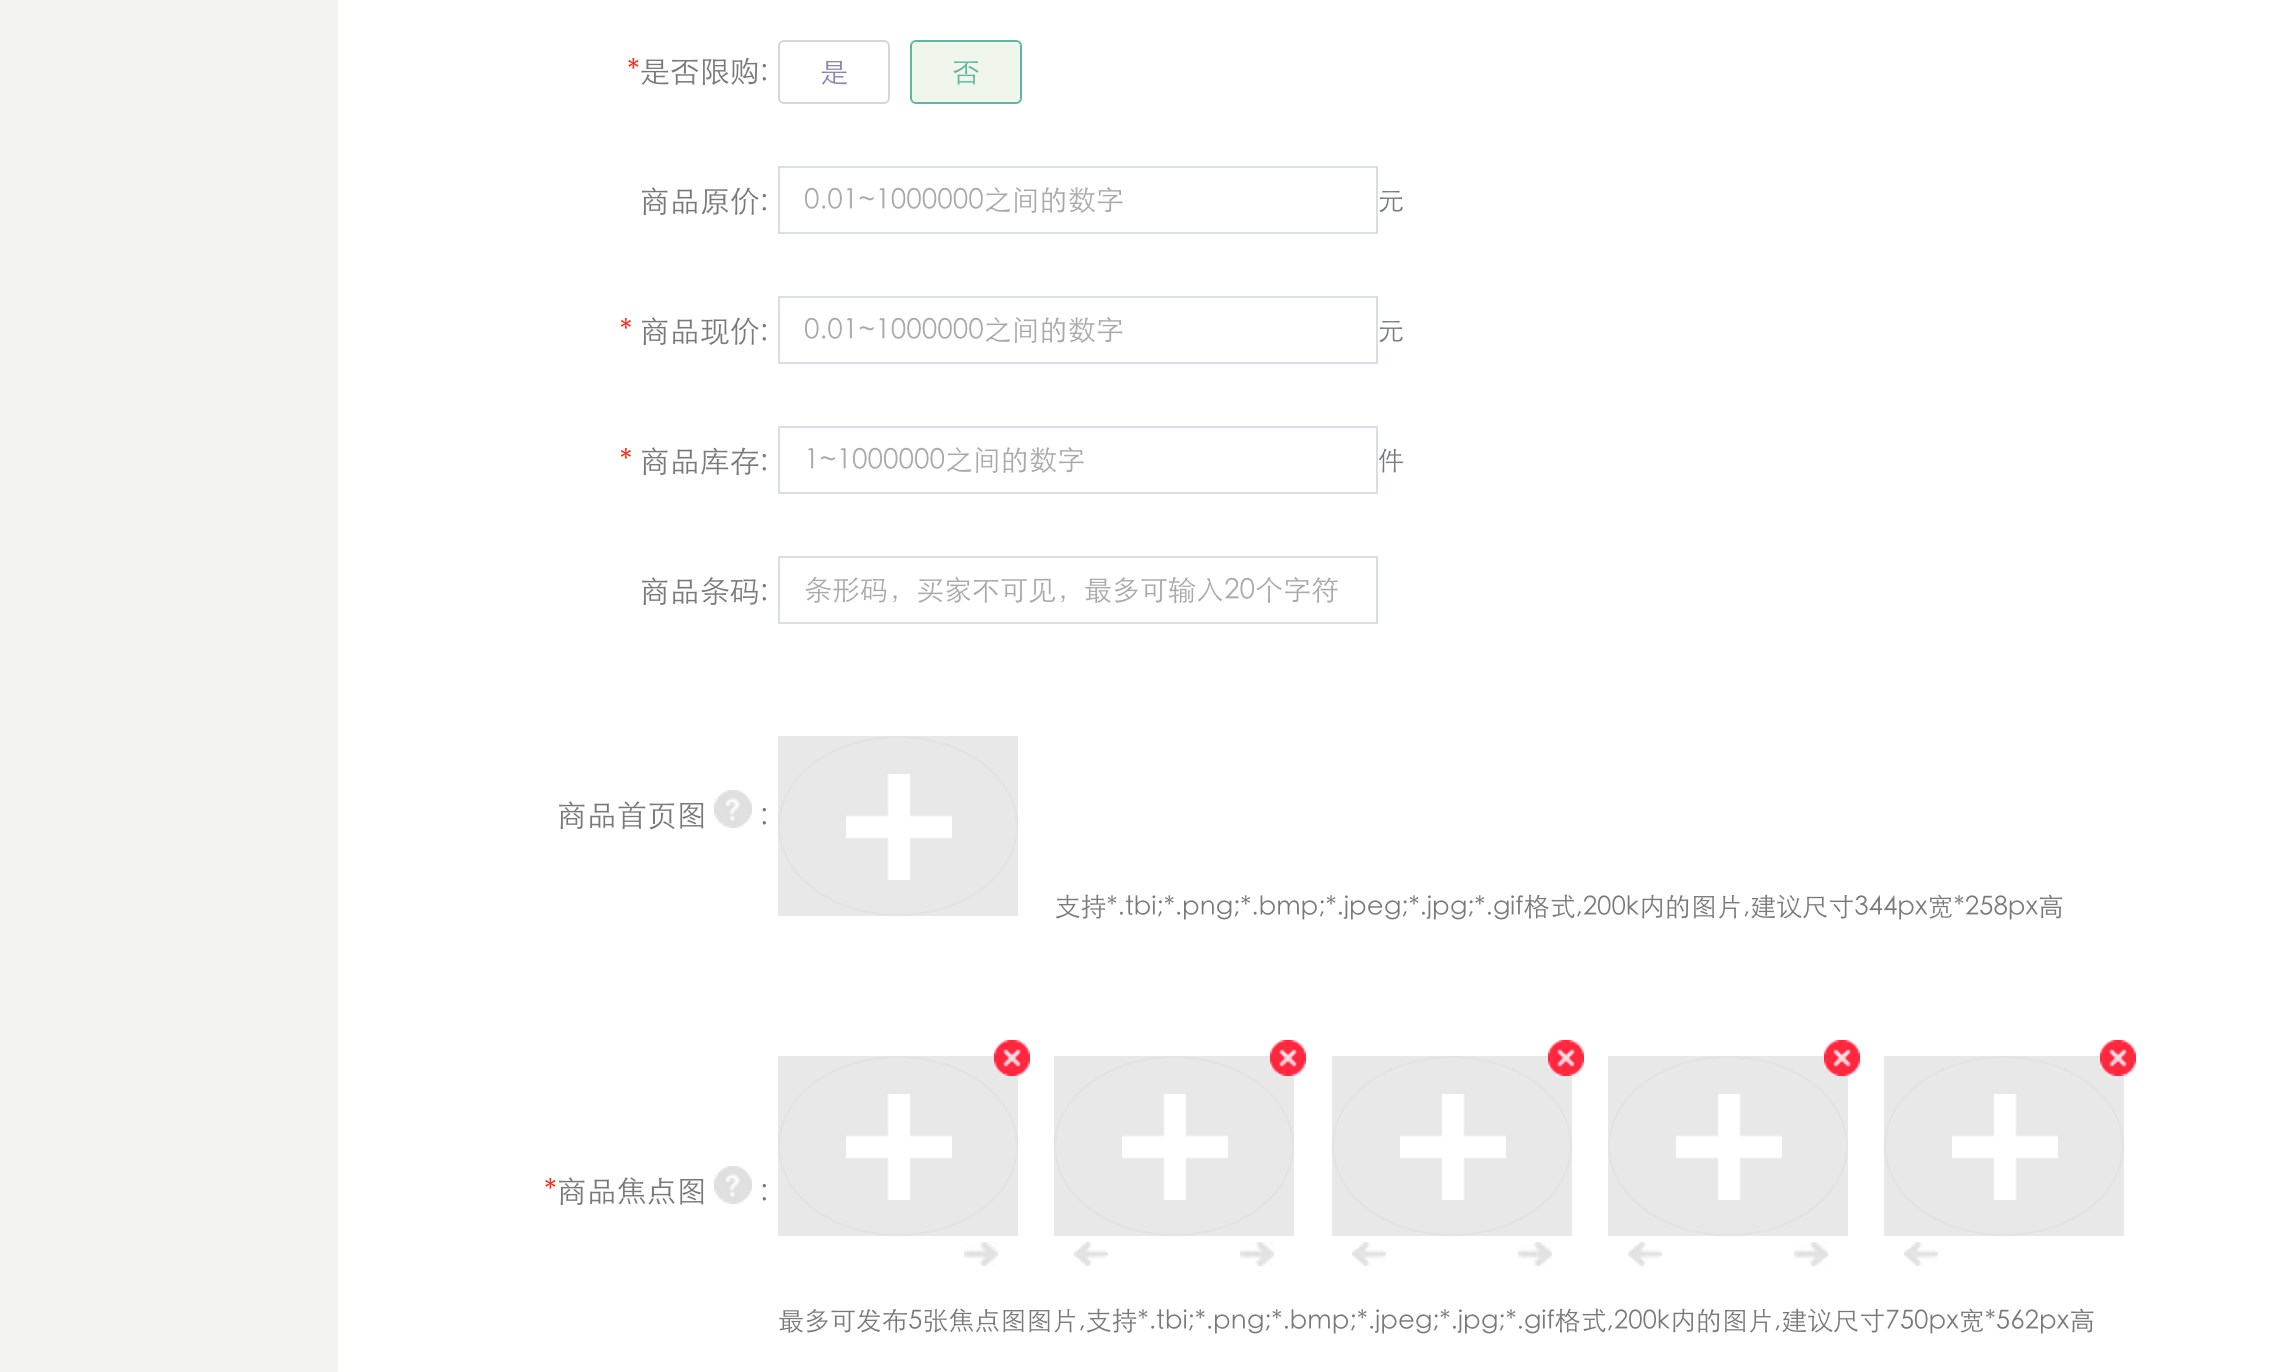 *是否限购: 是 否
商品原价: 0.01~1000000之间的数字 元
* 商品现价: 0.01~1000000之间的数字 元
* 商品库存: 1~1000000之间的数字 件
商品条码: 条形码，买家不可见，最多可输入20个字符
商品首页图 ? :
支持*.tbi;*.png;*.bmp;*.jpeg;*.jpg;*.gif格式,200k内的图片,建议尺寸344px宽*258px高
*商品焦点图 ? :
最多可发布5张焦点图图片,支持*.tbi;*.png;*.bmp;*.jpeg;*.jpg;*.gif格式,200k内的图片,建议尺寸750px宽*562px高